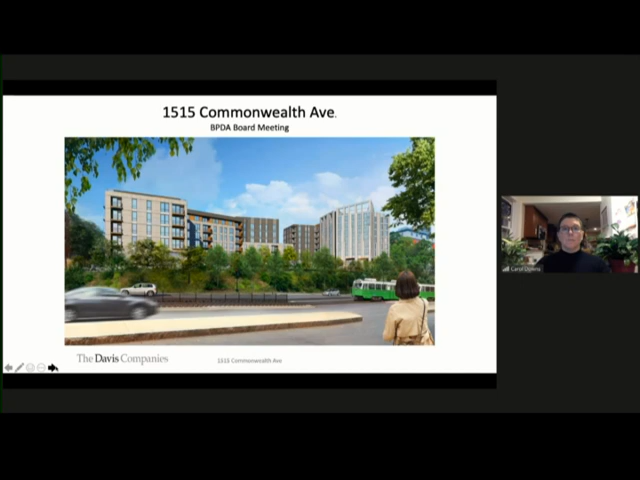 1515 Commonwealth Ave.
BPDA Board Meeting
The Davis Companies
1515 Commonwealth Ave